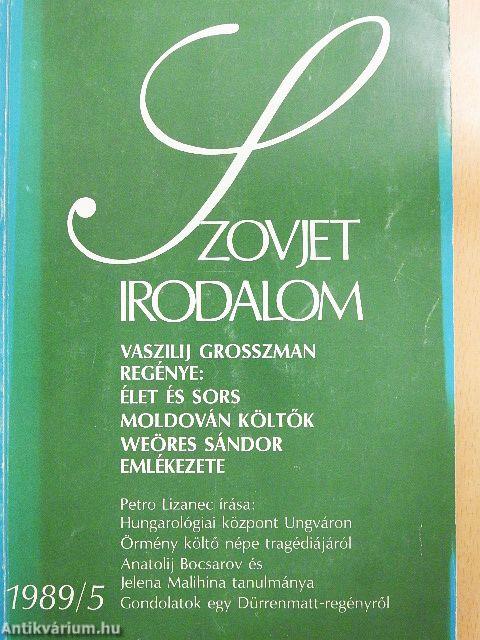 SZOVJET
IRODALOM
VASZILIJ GROSSZMAN
REGÉNYE:
ÉLET ÉS SORS
MOLDOVÁN KÖLTŐK
WEÖRES SÁNDOR
EMLÉKEZETE
Petro Lizanec írása:
Hungarológiai központ Ungváron
Örmény költő népe tragédiájáról
Anatolij Bocsarov és
Jelena Malihina tanulmánya
Gondolatok egy Dürrenmatt-regényről
1989/5
Antikvárium.hu